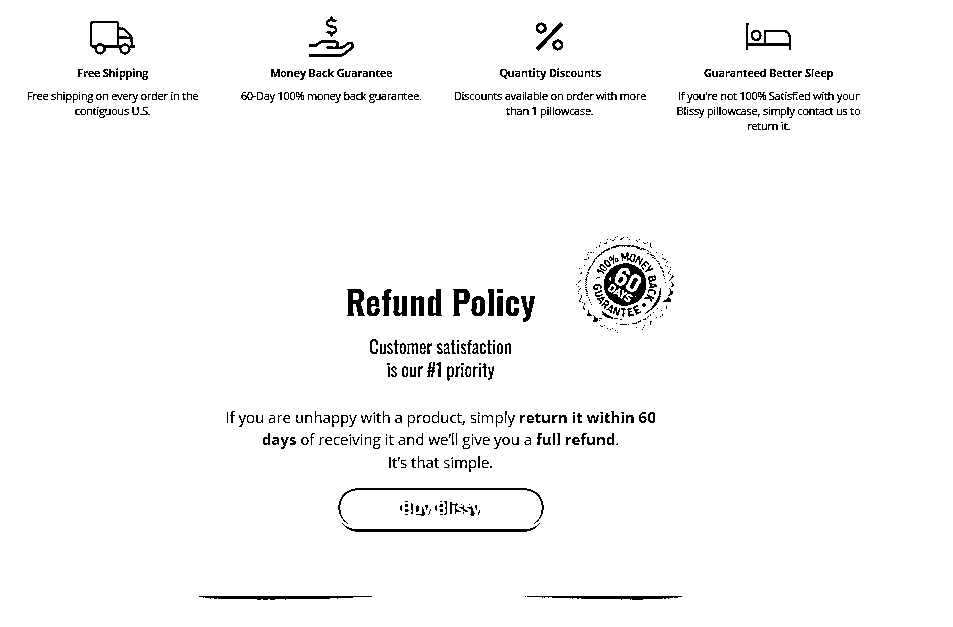 Free Shipping
Free shipping on every order in the
contiguous U.S.
Money Back Guarantee
60-Day 100% money back guarantee.
Quantity Discounts
Discounts available on order with more
than 1 pillowcase.
Guaranteed Better Sleep
If you're not 100% Satisfied with your
Blissy pillowcase, simply contact us to
return it.
100% MONEY BACK
60
DAYS
GUARANTEE
Refund Policy
Customer satisfaction
is our #1 priority
If you are unhappy with a product, simply return it within 60
days of receiving it and we'll give you a full refund.
It's that simple.
Buy Blissy